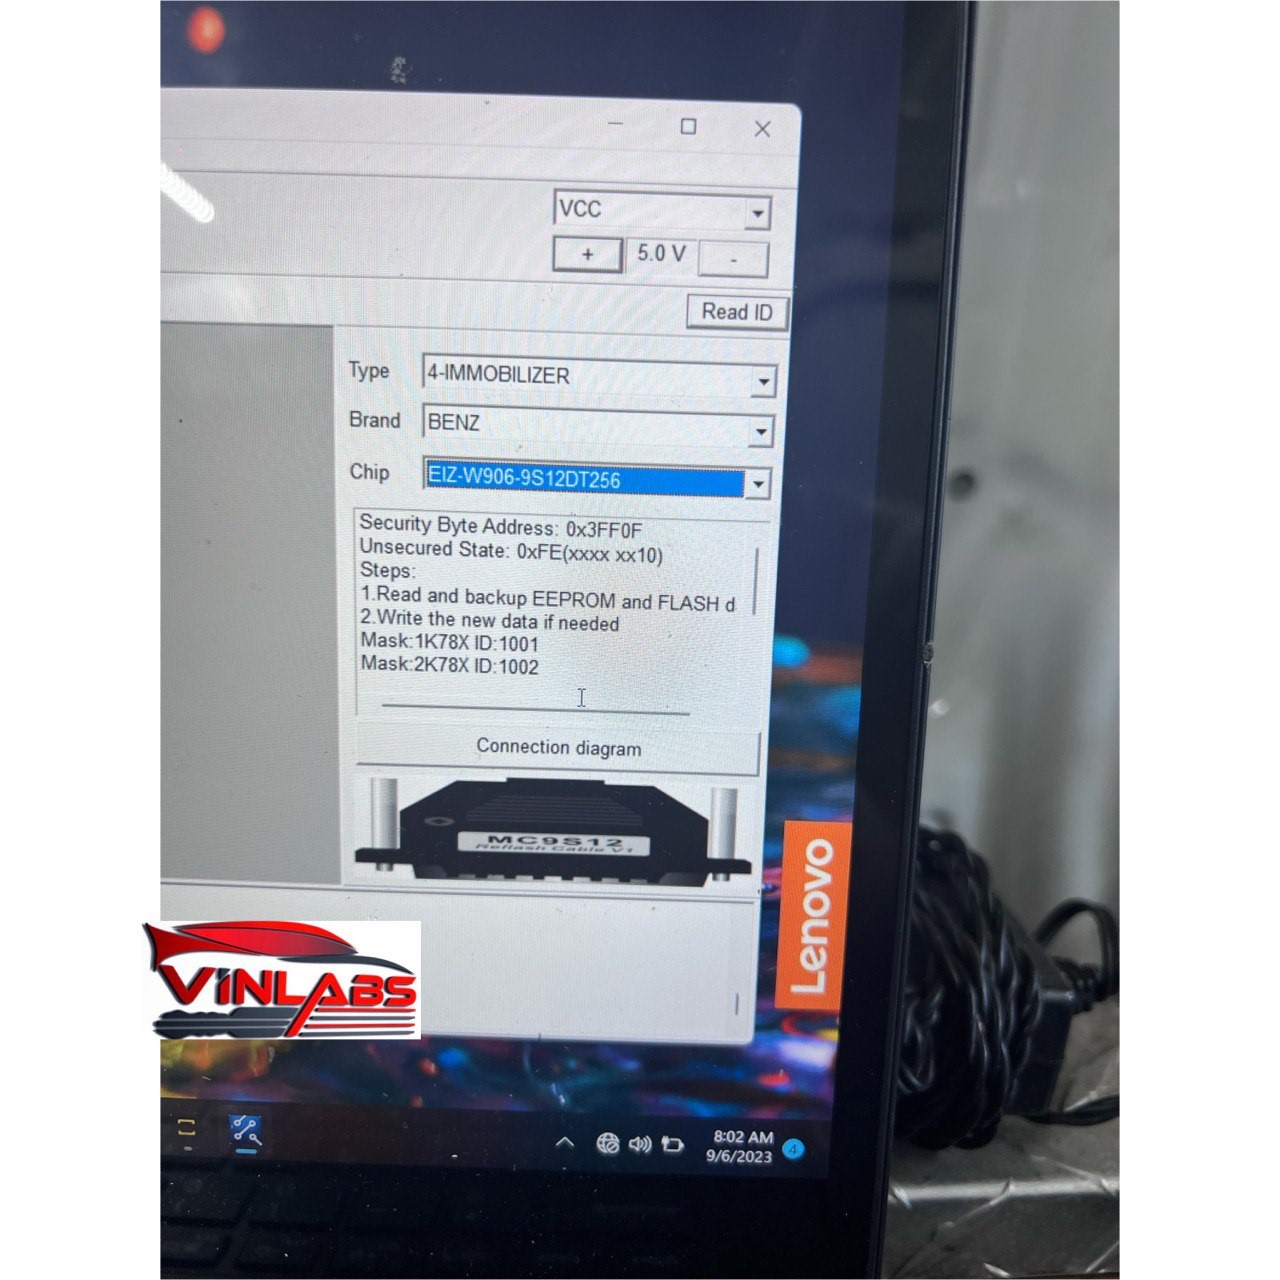 VCC
+ 5.0 V -
Read ID
Type 4-IMMOBILIZER
Brand BENZ
Chip EIZ-W906-9S12DT256
Security Byte Address: 0x3FF0F
Unsecured State: 0xFE(xxxx xx10)
Steps:
1.Read and backup EEPROM and FLASH d
2.Write the new data if needed
Mask:1K78X ID:1001
Mask:2K78X ID:1002
Connection diagram
MC9S12
Reflash Cable V1
Lenovo
ViNLABS
8:02 AM
9/6/2023
4